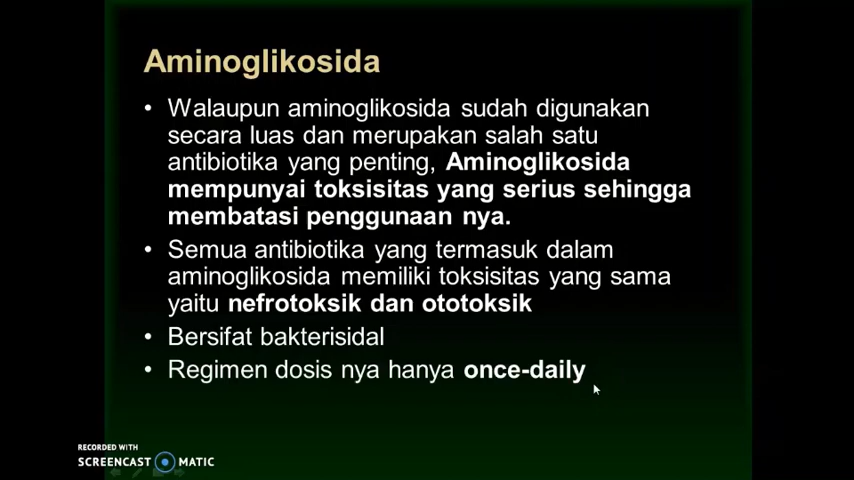 Aminoglikosida
• Walaupun aminoglikosida sudah digunakan
secara luas dan merupakan salah satu
antibiotika yang penting, Aminoglikosida
mempunyai toksisitas yang serius sehingga
membatasi penggunaan nya.
• Semua antibiotika yang termasuk dalam
aminoglikosida memiliki toksisitas yang sama
yaitu nefrotoksik dan ototoksik
• Bersifat bakterisidal
• Regimen dosis nya hanya once-daily
RECORDED WITH
SCREENCAST MATIC